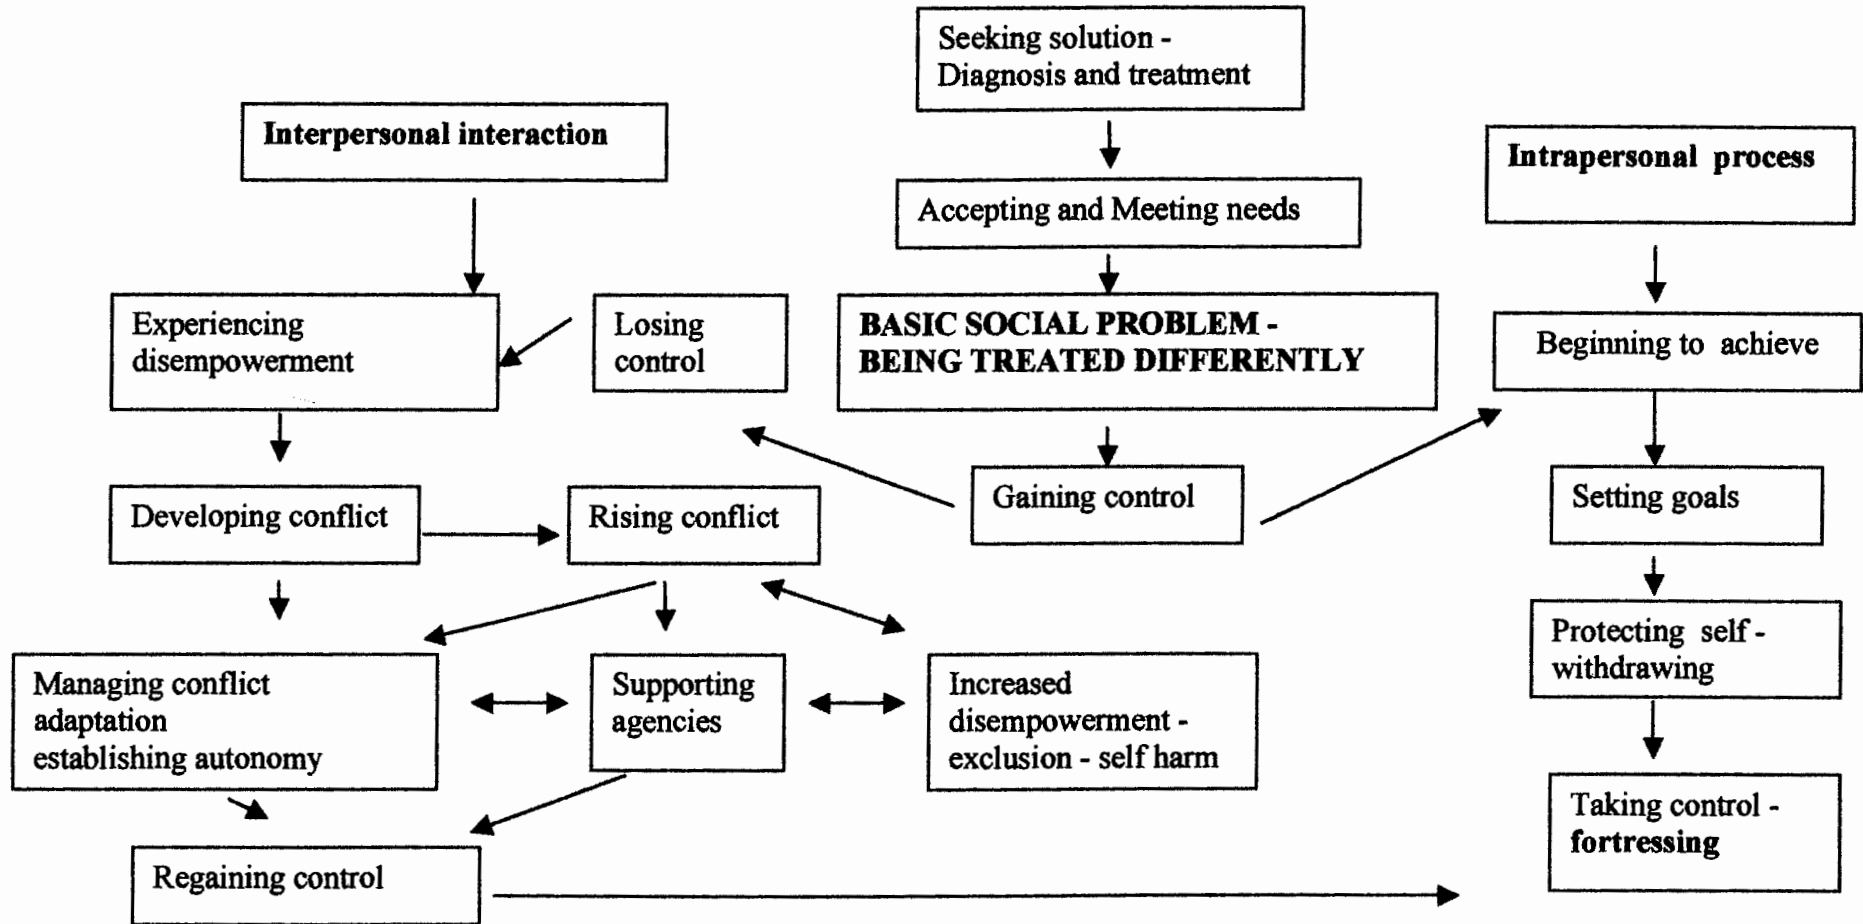 Seeking solution -
Diagnosis and treatment
Interpersonal interaction
Intrapersonal process
Accepting and Meeting needs
Experiencing
disempowerment
Losing
control
BASIC SOCIAL PROBLEM -
BEING TREATED DIFFERENTLY
Beginning to achieve
Developing conflict
Rising conflict
Gaining control
Setting goals
Managing conflict
adaptation
establishing autonomy
Supporting
agencies
Increased
disempowerment -
exclusion - self harm
Protecting self -
withdrawing
Taking control -
fortressing
Regaining control